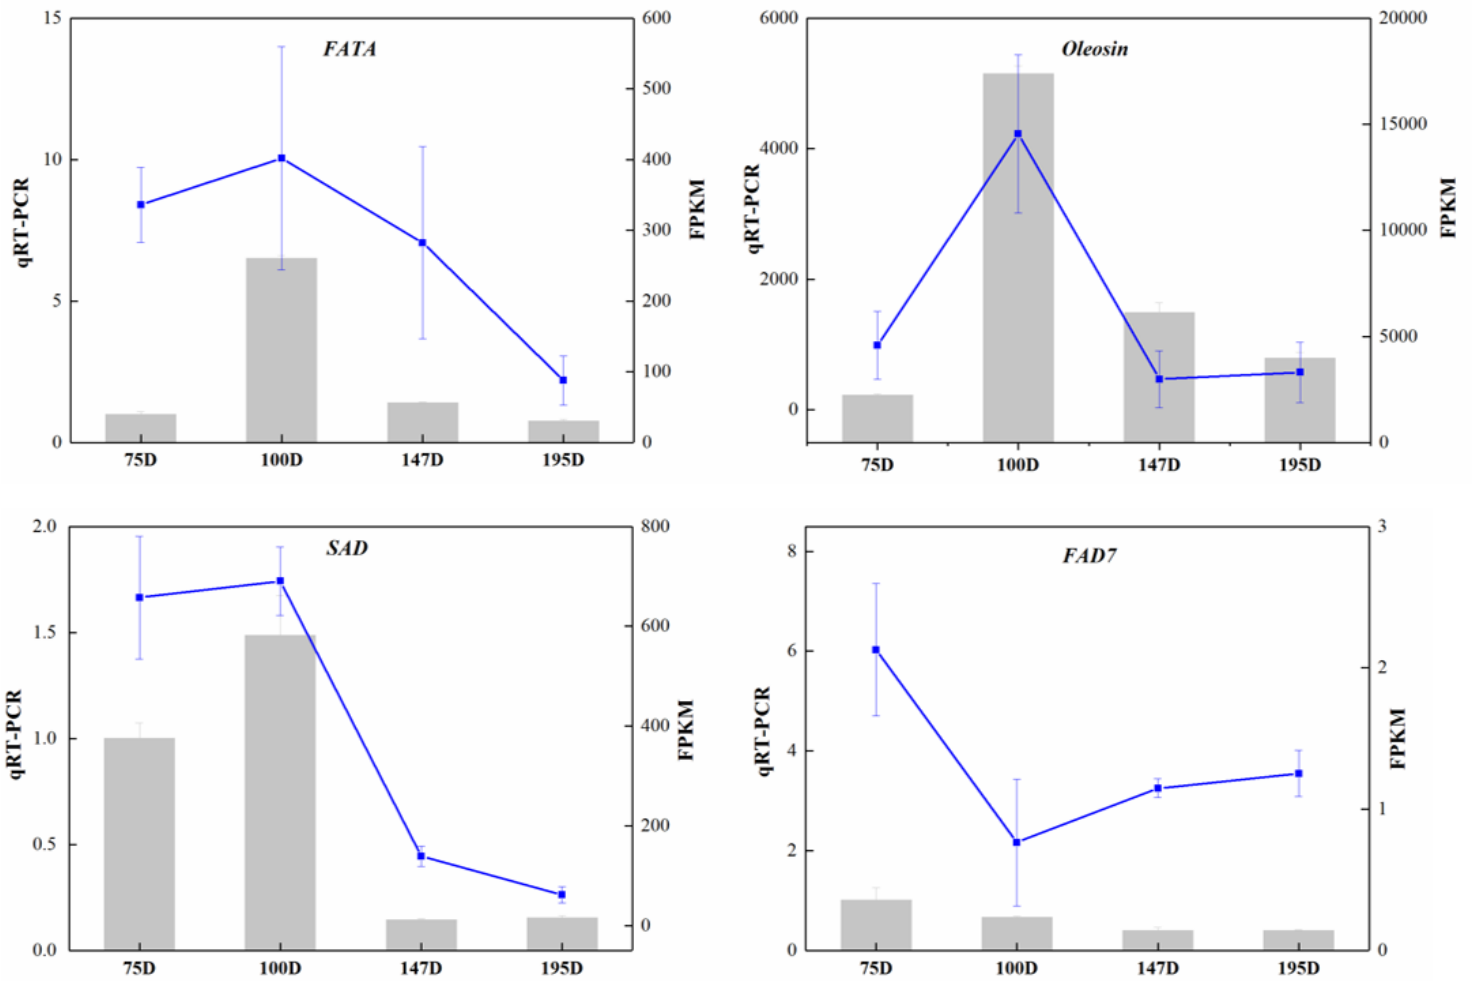 FATA
qRT-PCR
15
10
5
0
FPKM
600
500
400
300
200
100
0
75D 100D 147D 195D
Oleosin
qRT-PCR
6000
4000
2000
0
FPKM
20000
15000
10000
5000
0
75D 100D 147D 195D
SAD
qRT-PCR
2.0
1.5
1.0
0.5
0.0
FPKM
800
600
400
200
0
75D 100D 147D 195D
FAD7
qRT-PCR
8
6
4
2
0
FPKM
3
2
1
0
75D 100D 147D 195D